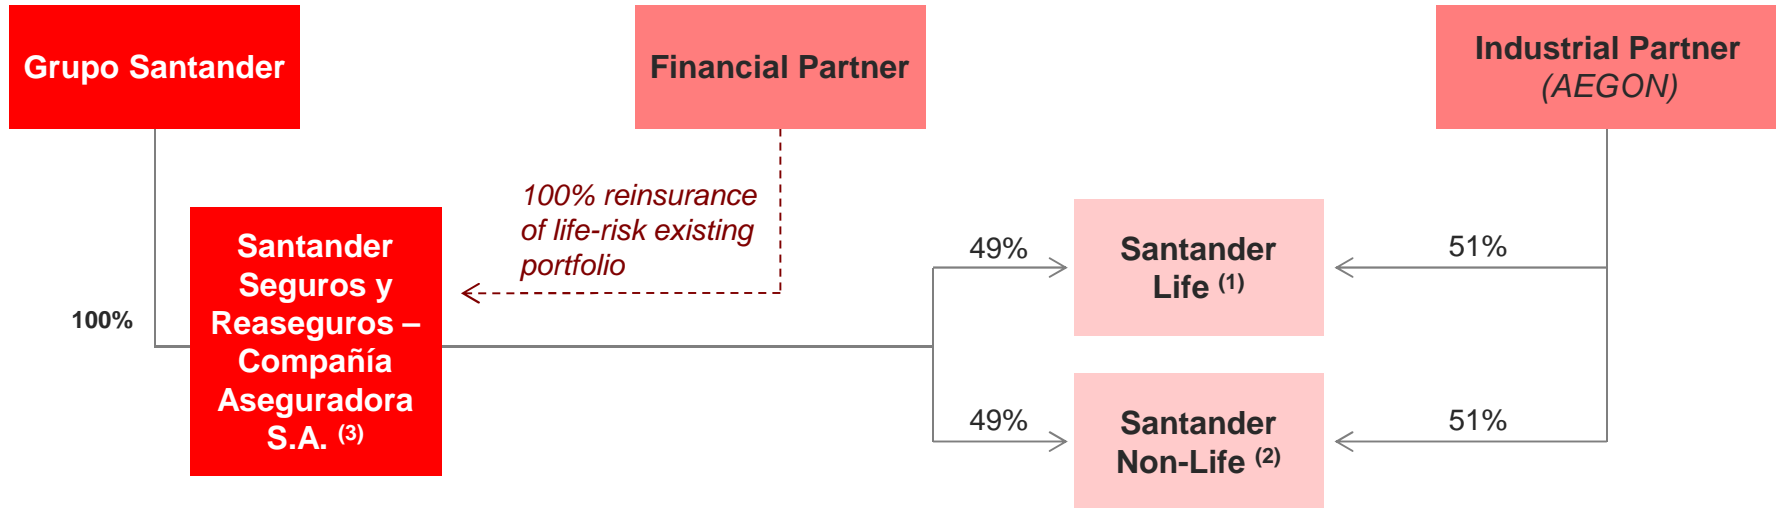 Grupo Santander
Financial Partner
Industrial Partner
(AEGON)
100% reinsurance
of life-risk existing
portfolio
100%
Santander
Seguros y
Reaseguros –
Compañía
Aseguradora
S.A. (3)
49%
Santander
Life (1)
51%
49%
Santander
Non-Life (2)
51%